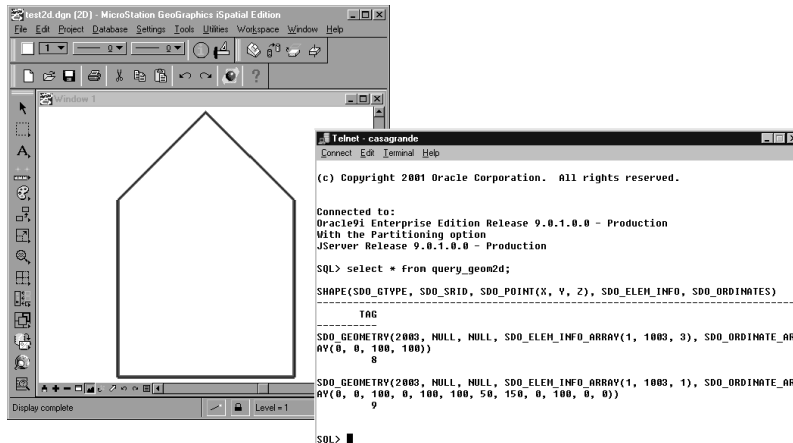 test2d.dgn (2D) - MicroStation GeoGraphics iSpatial Edition
File Edit Project Database Settings Tools Utilities Workspace Window Help
1 0 0
Window 1
Display complete
Level = 1
Telnet - casagrande
Connect Edit Terminal Help
(c) Copyright 2001 Oracle Corporation. All rights reserved.
Connected to:
Oracle9i Enterprise Edition Release 9.0.1.0.0 - Production
With the Partitioning option
JServer Release 9.0.1.0.0 - Production
SQL> select * from query_geom2d;
SHAPE(SDO_GTYPE, SDO_SRID, SDO_POINT(X, Y, Z), SDO_ELEM_INFO, SDO_ORDINATES)
--------------------------------------------------------------------------------
TAG
----------
SDO_GEOMETRY(2003, NULL, NULL, SDO_ELEM_INFO_ARRAY(1, 1003, 3), SDO_ORDINATE_AR
AY(0, 0, 100, 100))
8
SDO_GEOMETRY(2003, NULL, NULL, SDO_ELEM_INFO_ARRAY(1, 1003, 1), SDO_ORDINATE_AR
AY(0, 0, 100, 0, 100, 100, 50, 150, 0, 100, 0, 0))
9
SQL>